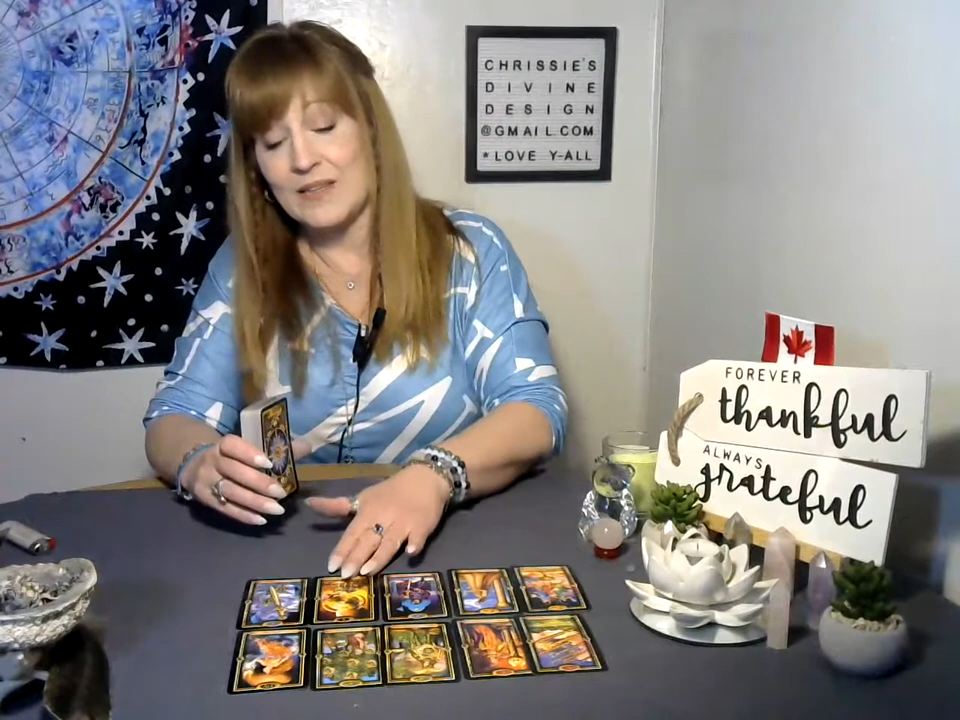 CHRISSIE'S
DIVINE
DESIGN
@GMAIL.COM
*LOVE Y-ALL
FOREVER
thankful
ALWAYS
grateful